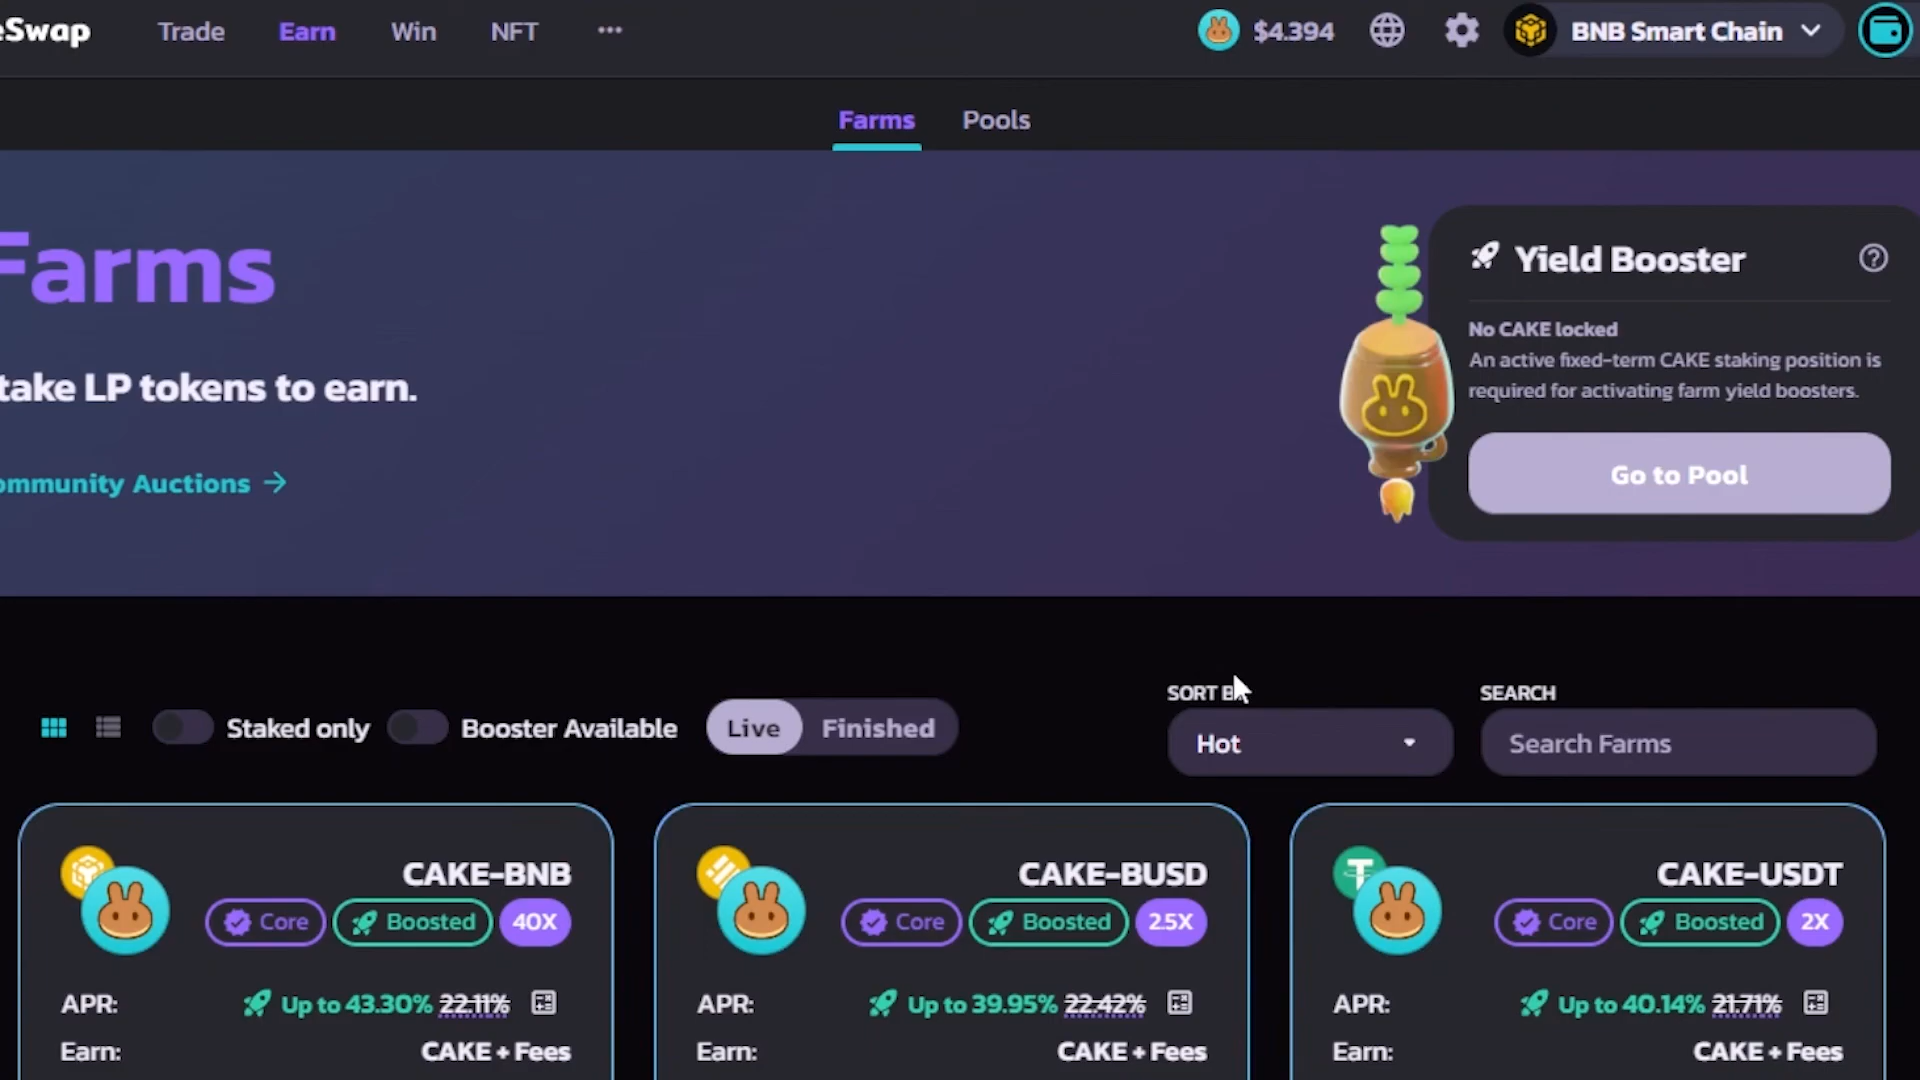 eSwap Trade Earn Win NFT ... $4.394 BNB Smart Chain
Farms Pools
Farms
take LP tokens to earn.
ommunity Auctions →
Yield Booster
No CAKE locked
An active fixed-term CAKE staking position is
required for activating farm yield boosters.
Go to Pool
Staked only Booster Available Live Finished
SORT B
Hot
SEARCH
Search Farms
CAKE-BNB
Core Boosted 40X
APR: Up to 43.30% 22.11%
Earn: CAKE + Fees
CAKE-BUSD
Core Boosted 2.5X
APR: Up to 39.95% 22.42%
Earn: CAKE + Fees
CAKE-USDT
Core Boosted 2X
APR: Up to 40.14% 21.71%
Earn: CAKE + Fees